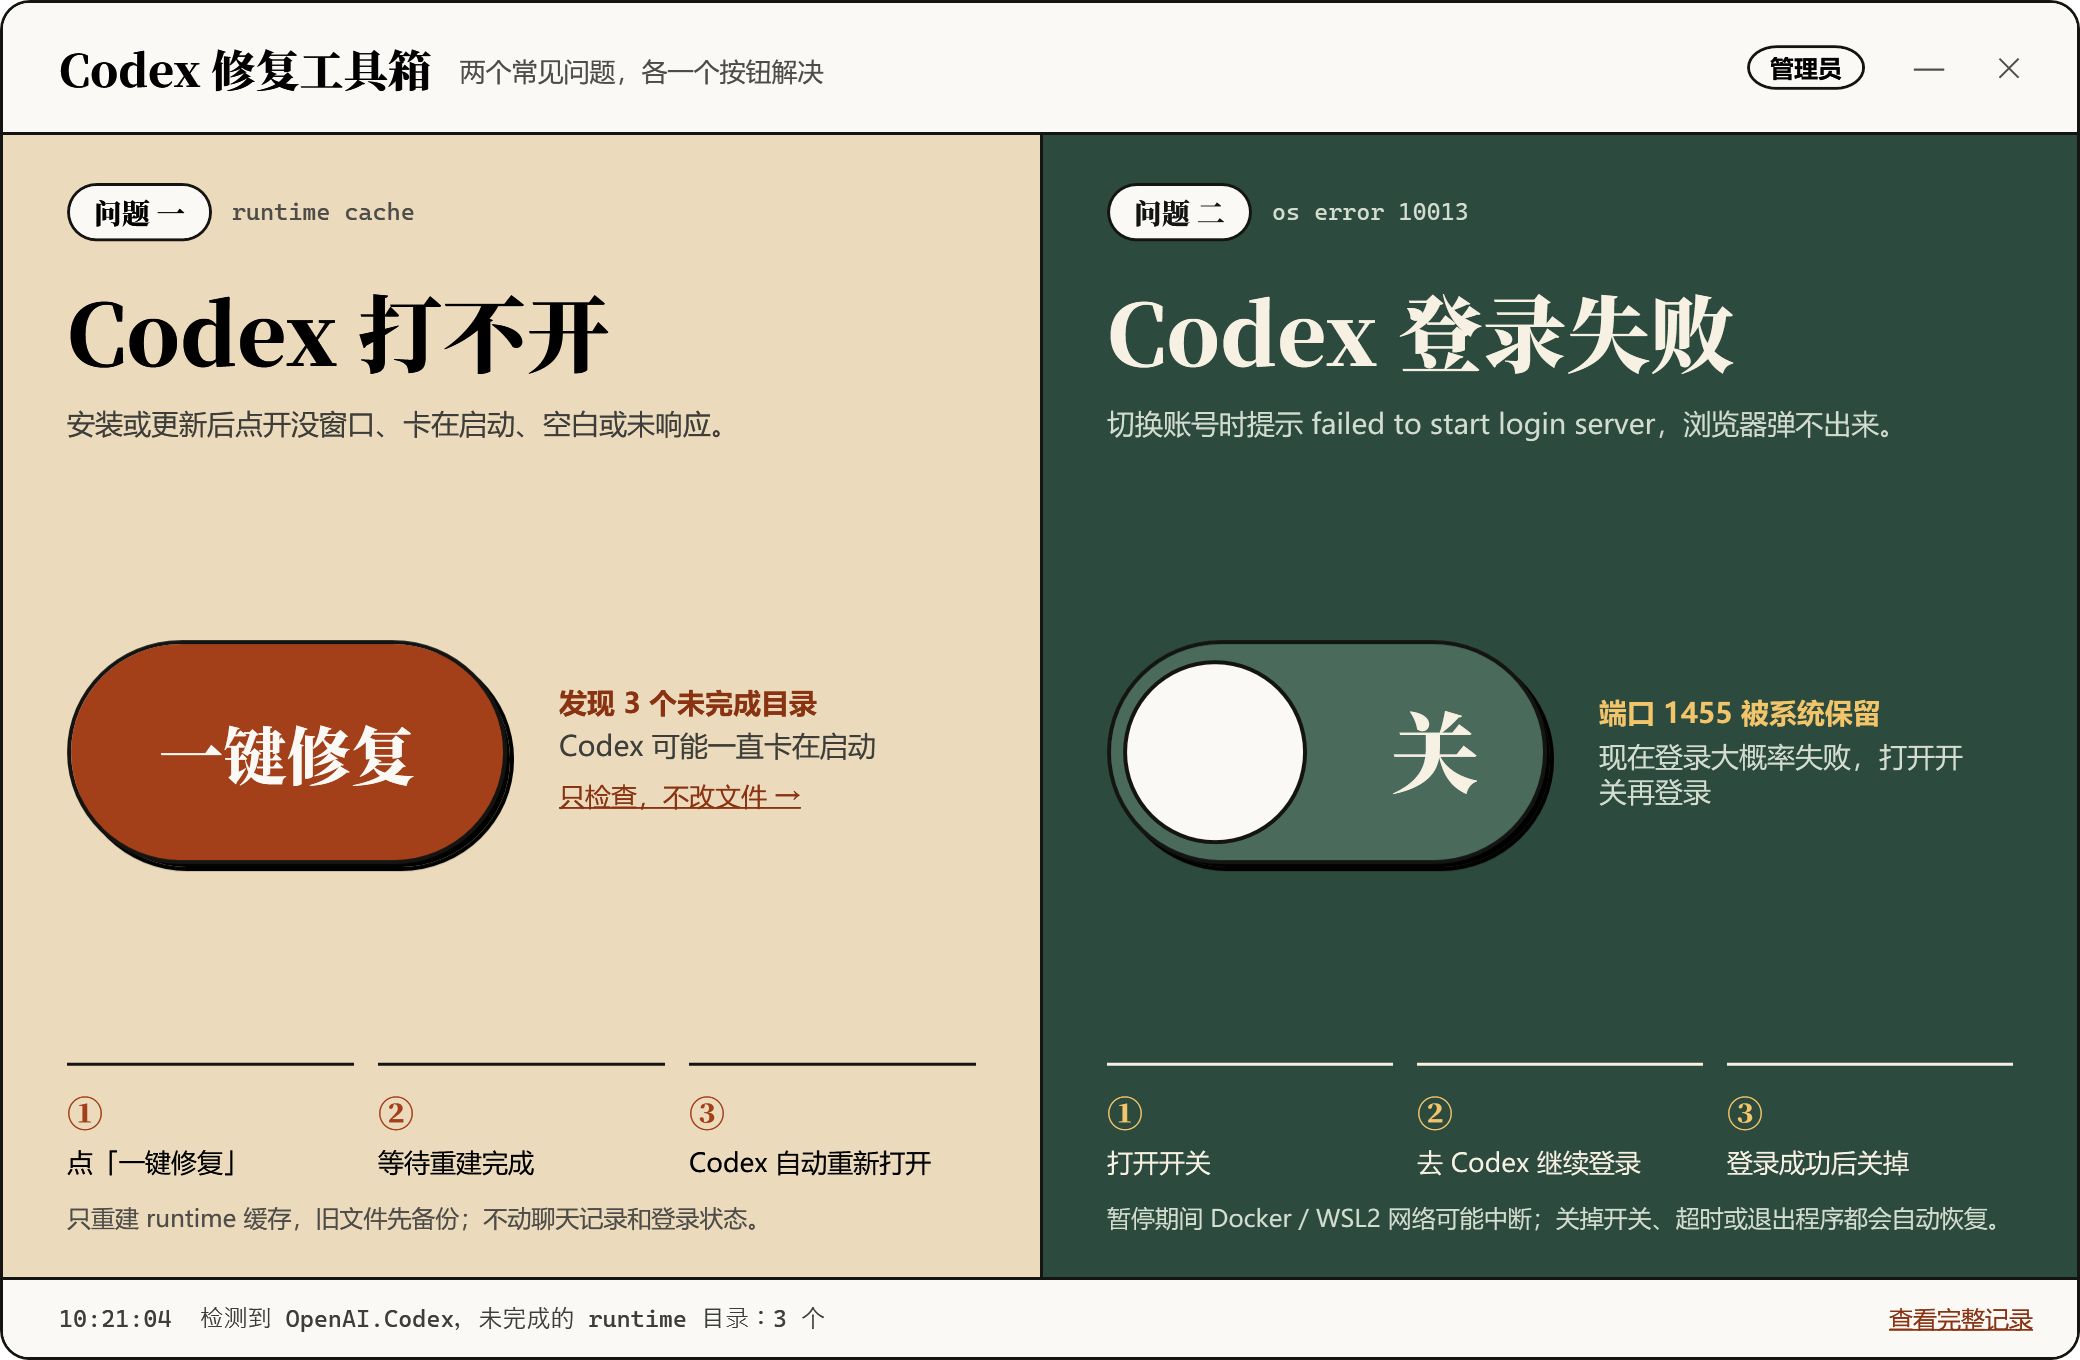 Codex 修复工具箱 两个常见问题，各一个按钮解决
管理员
问题 一 runtime cache
Codex 打不开
安装或更新后点开没窗口、卡在启动、空白或未响应。
一键修复
发现 3 个未完成目录
Codex 可能一直卡在启动
只检查，不改文件 →
① 
点「一键修复」
②
等待重建完成
③
Codex 自动重新打开
只重建 runtime 缓存，旧文件先备份；不动聊天记录和登录状态。
问题 二 os error 10013
Codex 登录失败
切换账号时提示 failed to start login server，浏览器弹不出来。
关
端口 1455 被系统保留
现在登录大概率失败，打开开
关再登录
①
打开开关
②
去 Codex 继续登录
③
登录成功后关掉
暂停期间 Docker / WSL2 网络可能中断；关掉开关、超时或退出程序都会自动恢复。
10:21:04 检测到 OpenAI.Codex，未完成的 runtime 目录：3 个
查看完整记录